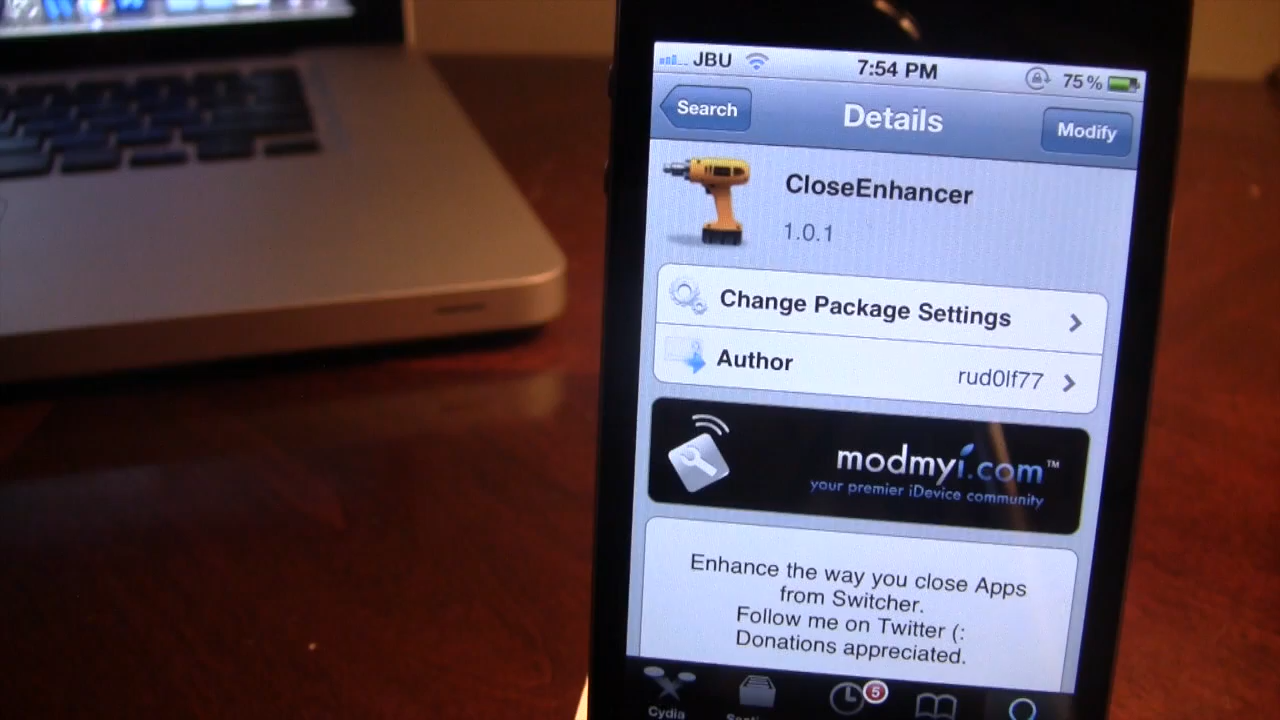 JBU 7:54 PM 75%
Search Details Modify
CloseEnhancer
1.0.1
Change Package Settings
Author rud0lf77
modmyi.com™
your premier iDevice community
Enhance the way you close Apps
from Switcher.
Follow me on Twitter (:
Donations appreciated.
5
Cydia